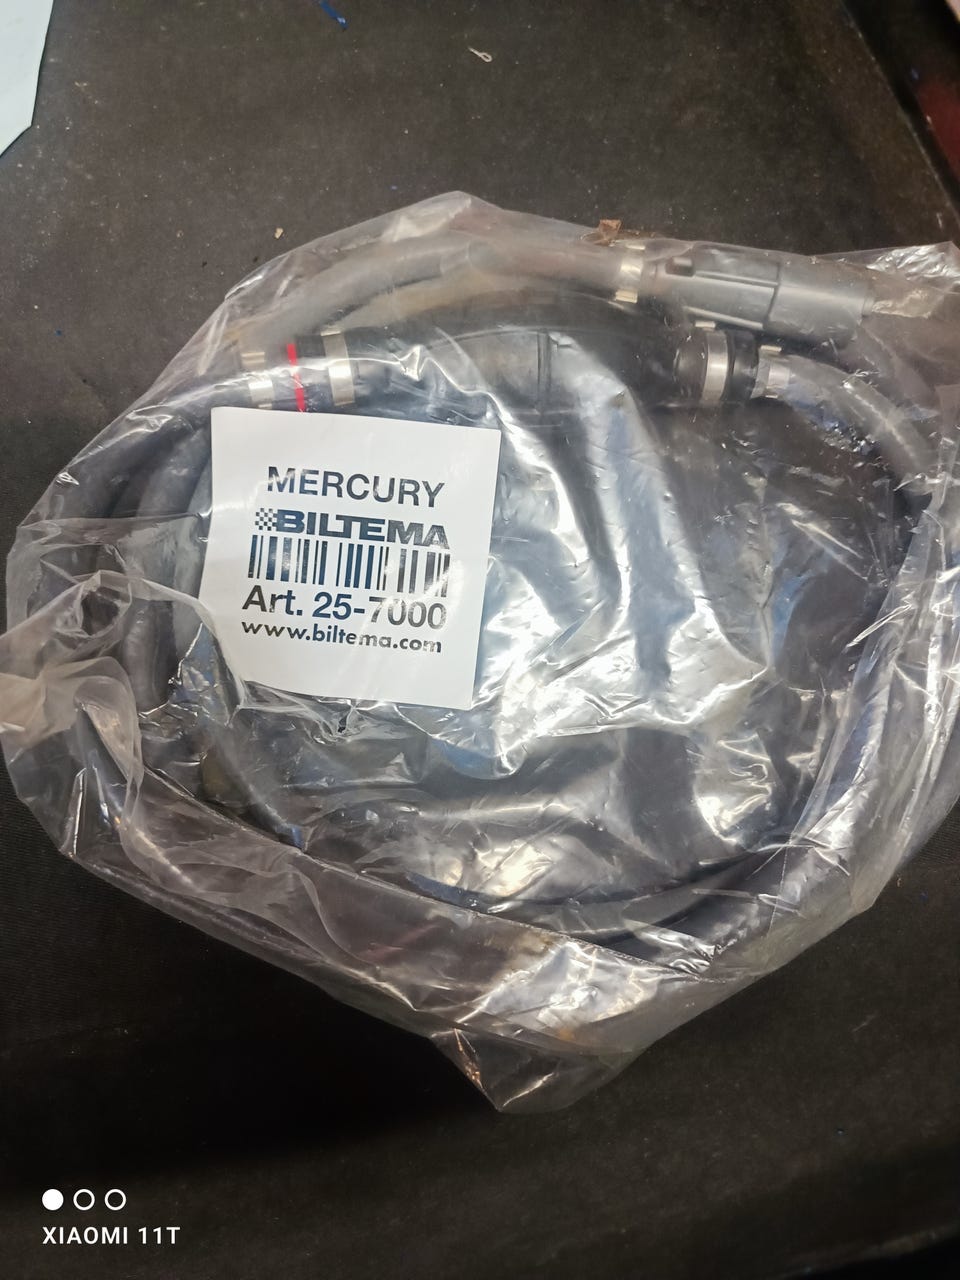 MERCURY
BILTEMA
Art. 25-7000
www.biltema.com
XIAOMI 11T